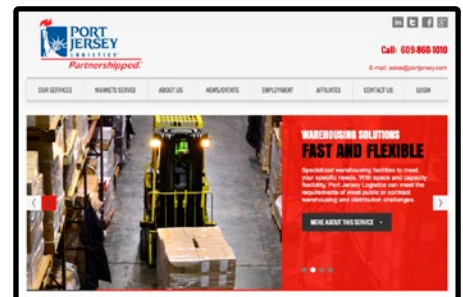 PORT
JERSEY
LOGISTICS
Partnershipped.
Call: 609-860-1010
E-mail: sales@portjersey.com
OUR SERVICES
MARKETS SERVED
ABOUT US
NEWS/EVENTS
EMPLOYMENT
AFFILIATES
CONTACT US
LOGIN
WAREHOUSING SOLUTIONS
FAST AND FLEXIBLE
Specialized warehousing facilities to meet
your specific needs. With space and capacity
flexibility, Port Jersey Logistics can meet the
requirements of most public or contract
warehousing and distribution challenges.
MORE ABOUT THIS SERVICE